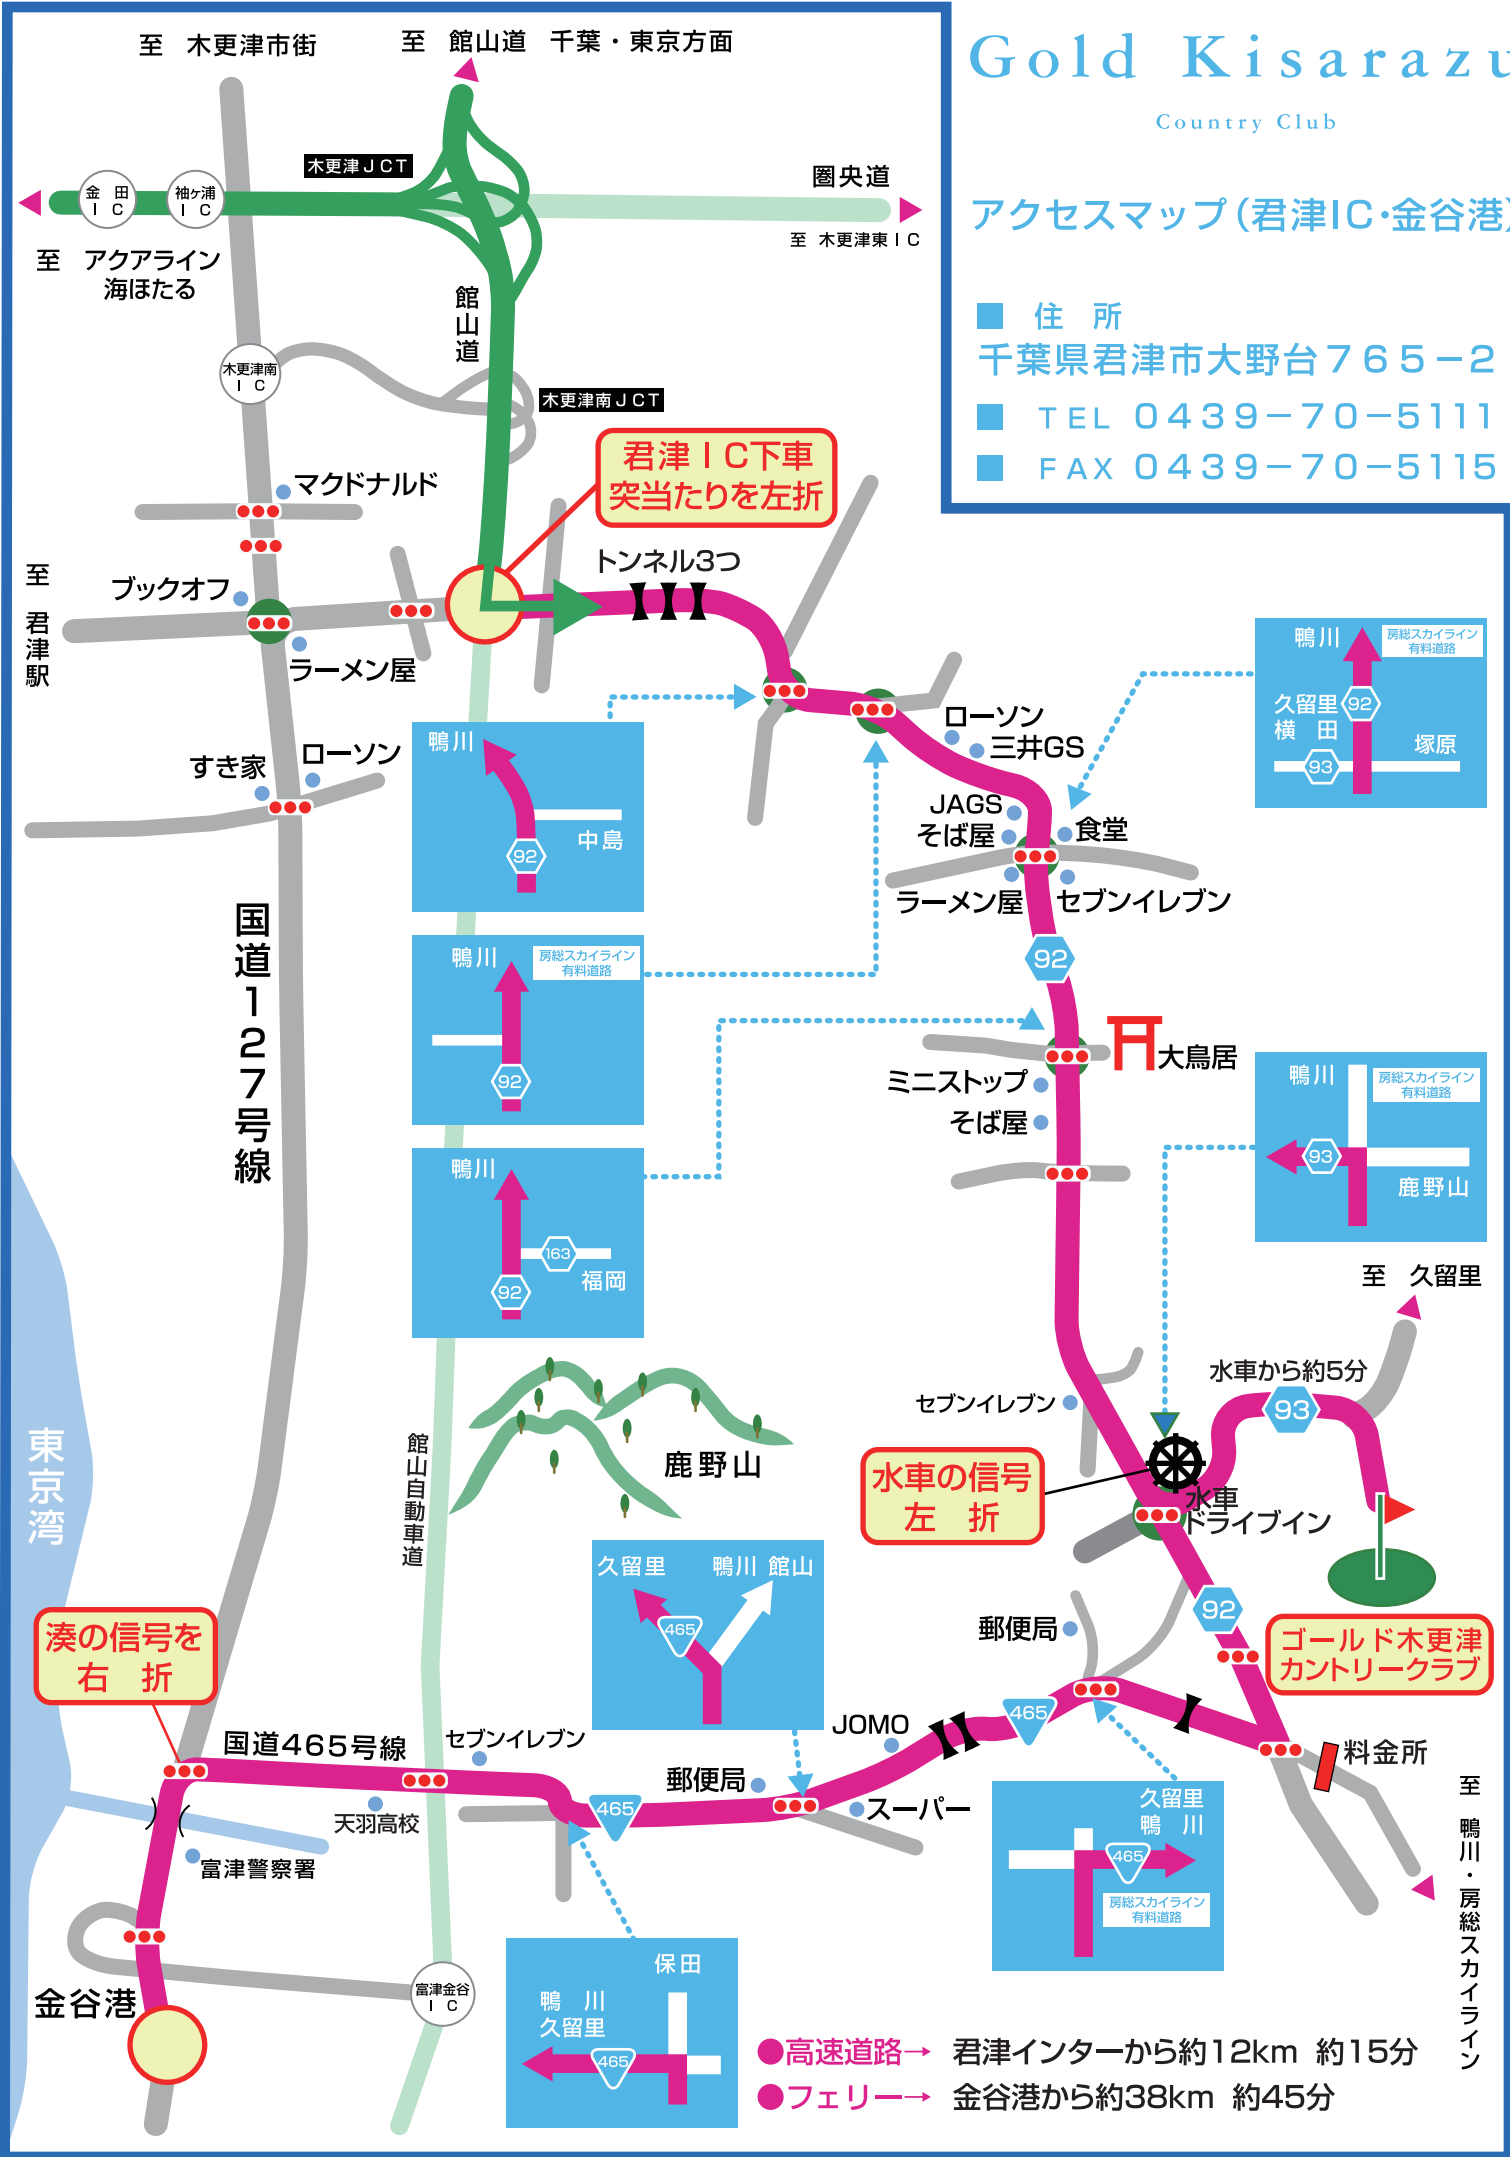 Gold Kisarazu
Country Club
アクセスマップ（君津IC・金谷港）
■ 住　所
千葉県君津市大野台７６５−２
■ TEL ０４３９−７０−５１１１
■ FAX ０４３９−７０−５１１５
至　木更津市街
至　館山道　千葉・東京方面
木更津JCT
金　田
I　C
袖ヶ浦
I　C
圏央道
至　木更津東IC
至　アクアライン
海ほたる
館山道
木更津南
I　C
木更津南JCT
君津IC下車
突当たりを左折
マクドナルド
トンネル3つ
至　君津駅
ブックオフ
ラーメン屋
鴨川
房総スカイライン
有料道路
久留里
横　田
92
93
塚原
すき家
ローソン
ローソン
三井GS
鴨川
中島
92
JAGS
そば屋
食堂
ラーメン屋
セブンイレブン
国道127号線
鴨川
房総スカイライン
有料道路
92
92
大鳥居
ミニストップ
そば屋
鴨川
房総スカイライン
有料道路
93
鹿野山
鴨川
163
福岡
92
至　久留里
水車から約5分
93
セブンイレブン
東京湾
館山自動車道
鹿野山
水車の信号
左　折
水車
ドライブイン
久留里
鴨川 館山
465
郵便局
92
ゴールド木更津
カントリークラブ
湊の信号を
右　折
国道465号線
セブンイレブン
JOMO
465
料金所
郵便局
465
スーパー
天羽高校
富津警察署
久留里
鴨　川
465
房総スカイライン
有料道路
至　鴨川・房総スカイライン
金谷港
富津金谷
I　C
保田
鴨　川
久留里
465
●高速道路→　君津インターから約12km　約15分
●フェリー→　金谷港から約38km　約45分